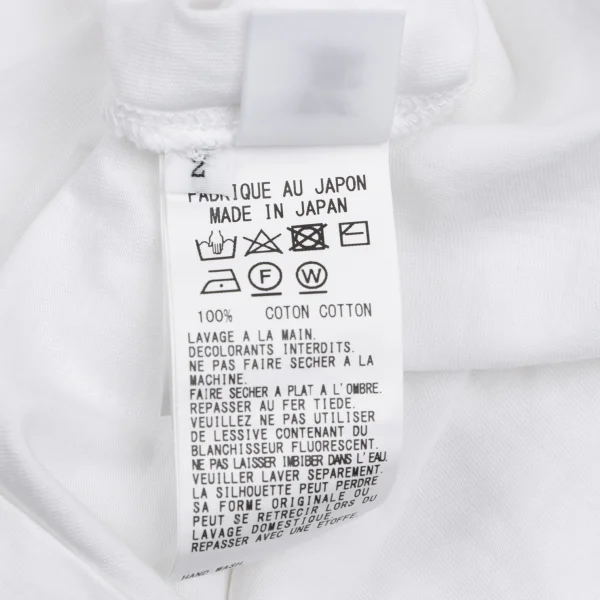 FABRIQUE AU JAPON
MADE IN JAPAN
F W
100% COTON COTTON
LAVAGE A LA MAIN.
DECOLORANTS INTERDITS.
NE PAS FAIRE SECHER A LA
MACHINE.
FAIRE SECHER A PLAT A L'OMBRE.
REPASSER AU FER TIEDE.
VEUILLEZ NE PAS UTILISER
DE LESSIVE CONTENANT DU
BLANCHISSEUR FLUORESCENT.
NE PAS LAISSER IMBIBER DANS L'EAU.
VEUILLER LAVER SEPAREMENT.
LA SILHOUETTE PEUT PERDRE
SA FORME ORIGINALE OU
PEUT SE RETRECIR LORS DU
LAVAGE DOMESTIQUE
REPASSER AVEC UNE ETOFFE.
HAND WASH